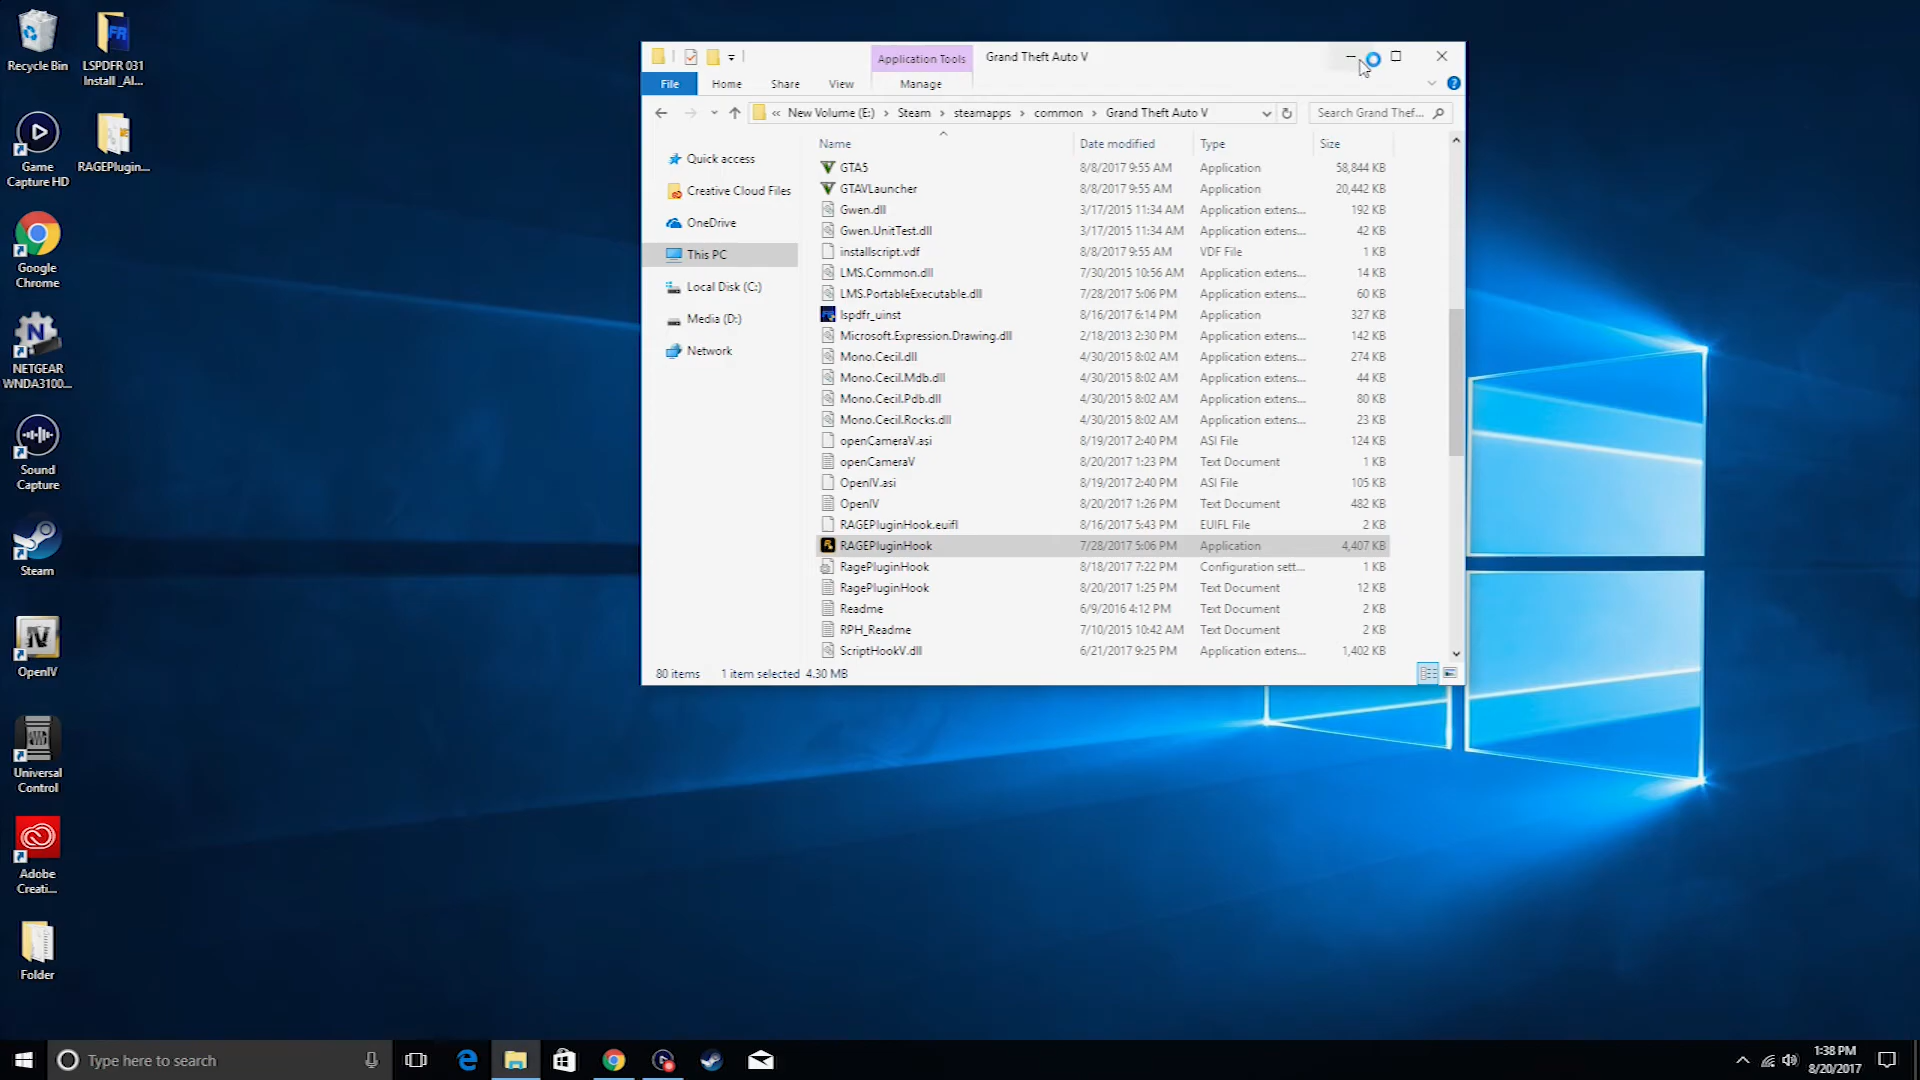 Recycle Bin
LSPDFR 031
Install _Al...
Game
Capture HD
RAGEPlugin...
Google
Chrome
NETGEAR
WNDA3100...
Sound
Capture
Steam
OpenIV
Universal
Control
Adobe
Creati...
Folder
Application Tools
Grand Theft Auto V
File
Home
Share
View
Manage
« New Volume (E:) › Steam › steamapps › common › Grand Theft Auto V
Search Grand Thef...
Quick access
Creative Cloud Files
OneDrive
This PC
Local Disk (C:)
Media (D:)
Network
Name Date modified Type Size
GTA5 8/8/2017 9:55 AM Application 58,844 KB
GTAVLauncher 8/8/2017 9:55 AM Application 20,442 KB
Gwen.dll 3/17/2015 11:34 AM Application extens... 192 KB
Gwen.UnitTest.dll 3/17/2015 11:34 AM Application extens... 42 KB
installscript.vdf 8/8/2017 9:55 AM VDF File 1 KB
LMS.Common.dll 7/30/2015 10:56 AM Application extens... 14 KB
LMS.PortableExecutable.dll 7/28/2017 5:06 PM Application extens... 60 KB
lspdfr_uinst 8/16/2017 6:14 PM Application 327 KB
Microsoft.Expression.Drawing.dll 2/18/2013 2:30 PM Application extens... 142 KB
Mono.Cecil.dll 4/30/2015 8:02 AM Application extens... 274 KB
Mono.Cecil.Mdb.dll 4/30/2015 8:02 AM Application extens... 44 KB
Mono.Cecil.Pdb.dll 4/30/2015 8:02 AM Application extens... 80 KB
Mono.Cecil.Rocks.dll 4/30/2015 8:02 AM Application extens... 23 KB
openCameraV.asi 8/19/2017 2:40 PM ASI File 124 KB
openCameraV 8/20/2017 1:23 PM Text Document 1 KB
OpenIV.asi 8/19/2017 2:40 PM ASI File 105 KB
OpenIV 8/20/2017 1:26 PM Text Document 482 KB
RAGEPluginHook.euifl 8/16/2017 5:43 PM EUIFL File 2 KB
RAGEPluginHook 7/28/2017 5:06 PM Application 4,407 KB
RagePluginHook 8/18/2017 7:22 PM Configuration sett... 1 KB
RagePluginHook 8/20/2017 1:25 PM Text Document 12 KB
Readme 6/9/2016 4:12 PM Text Document 2 KB
RPH_Readme 7/10/2015 10:42 AM Text Document 2 KB
ScriptHookV.dll 6/21/2017 9:25 PM Application extens... 1,402 KB
80 items 1 item selected 4.30 MB
Type here to search
1:38 PM
8/20/2017